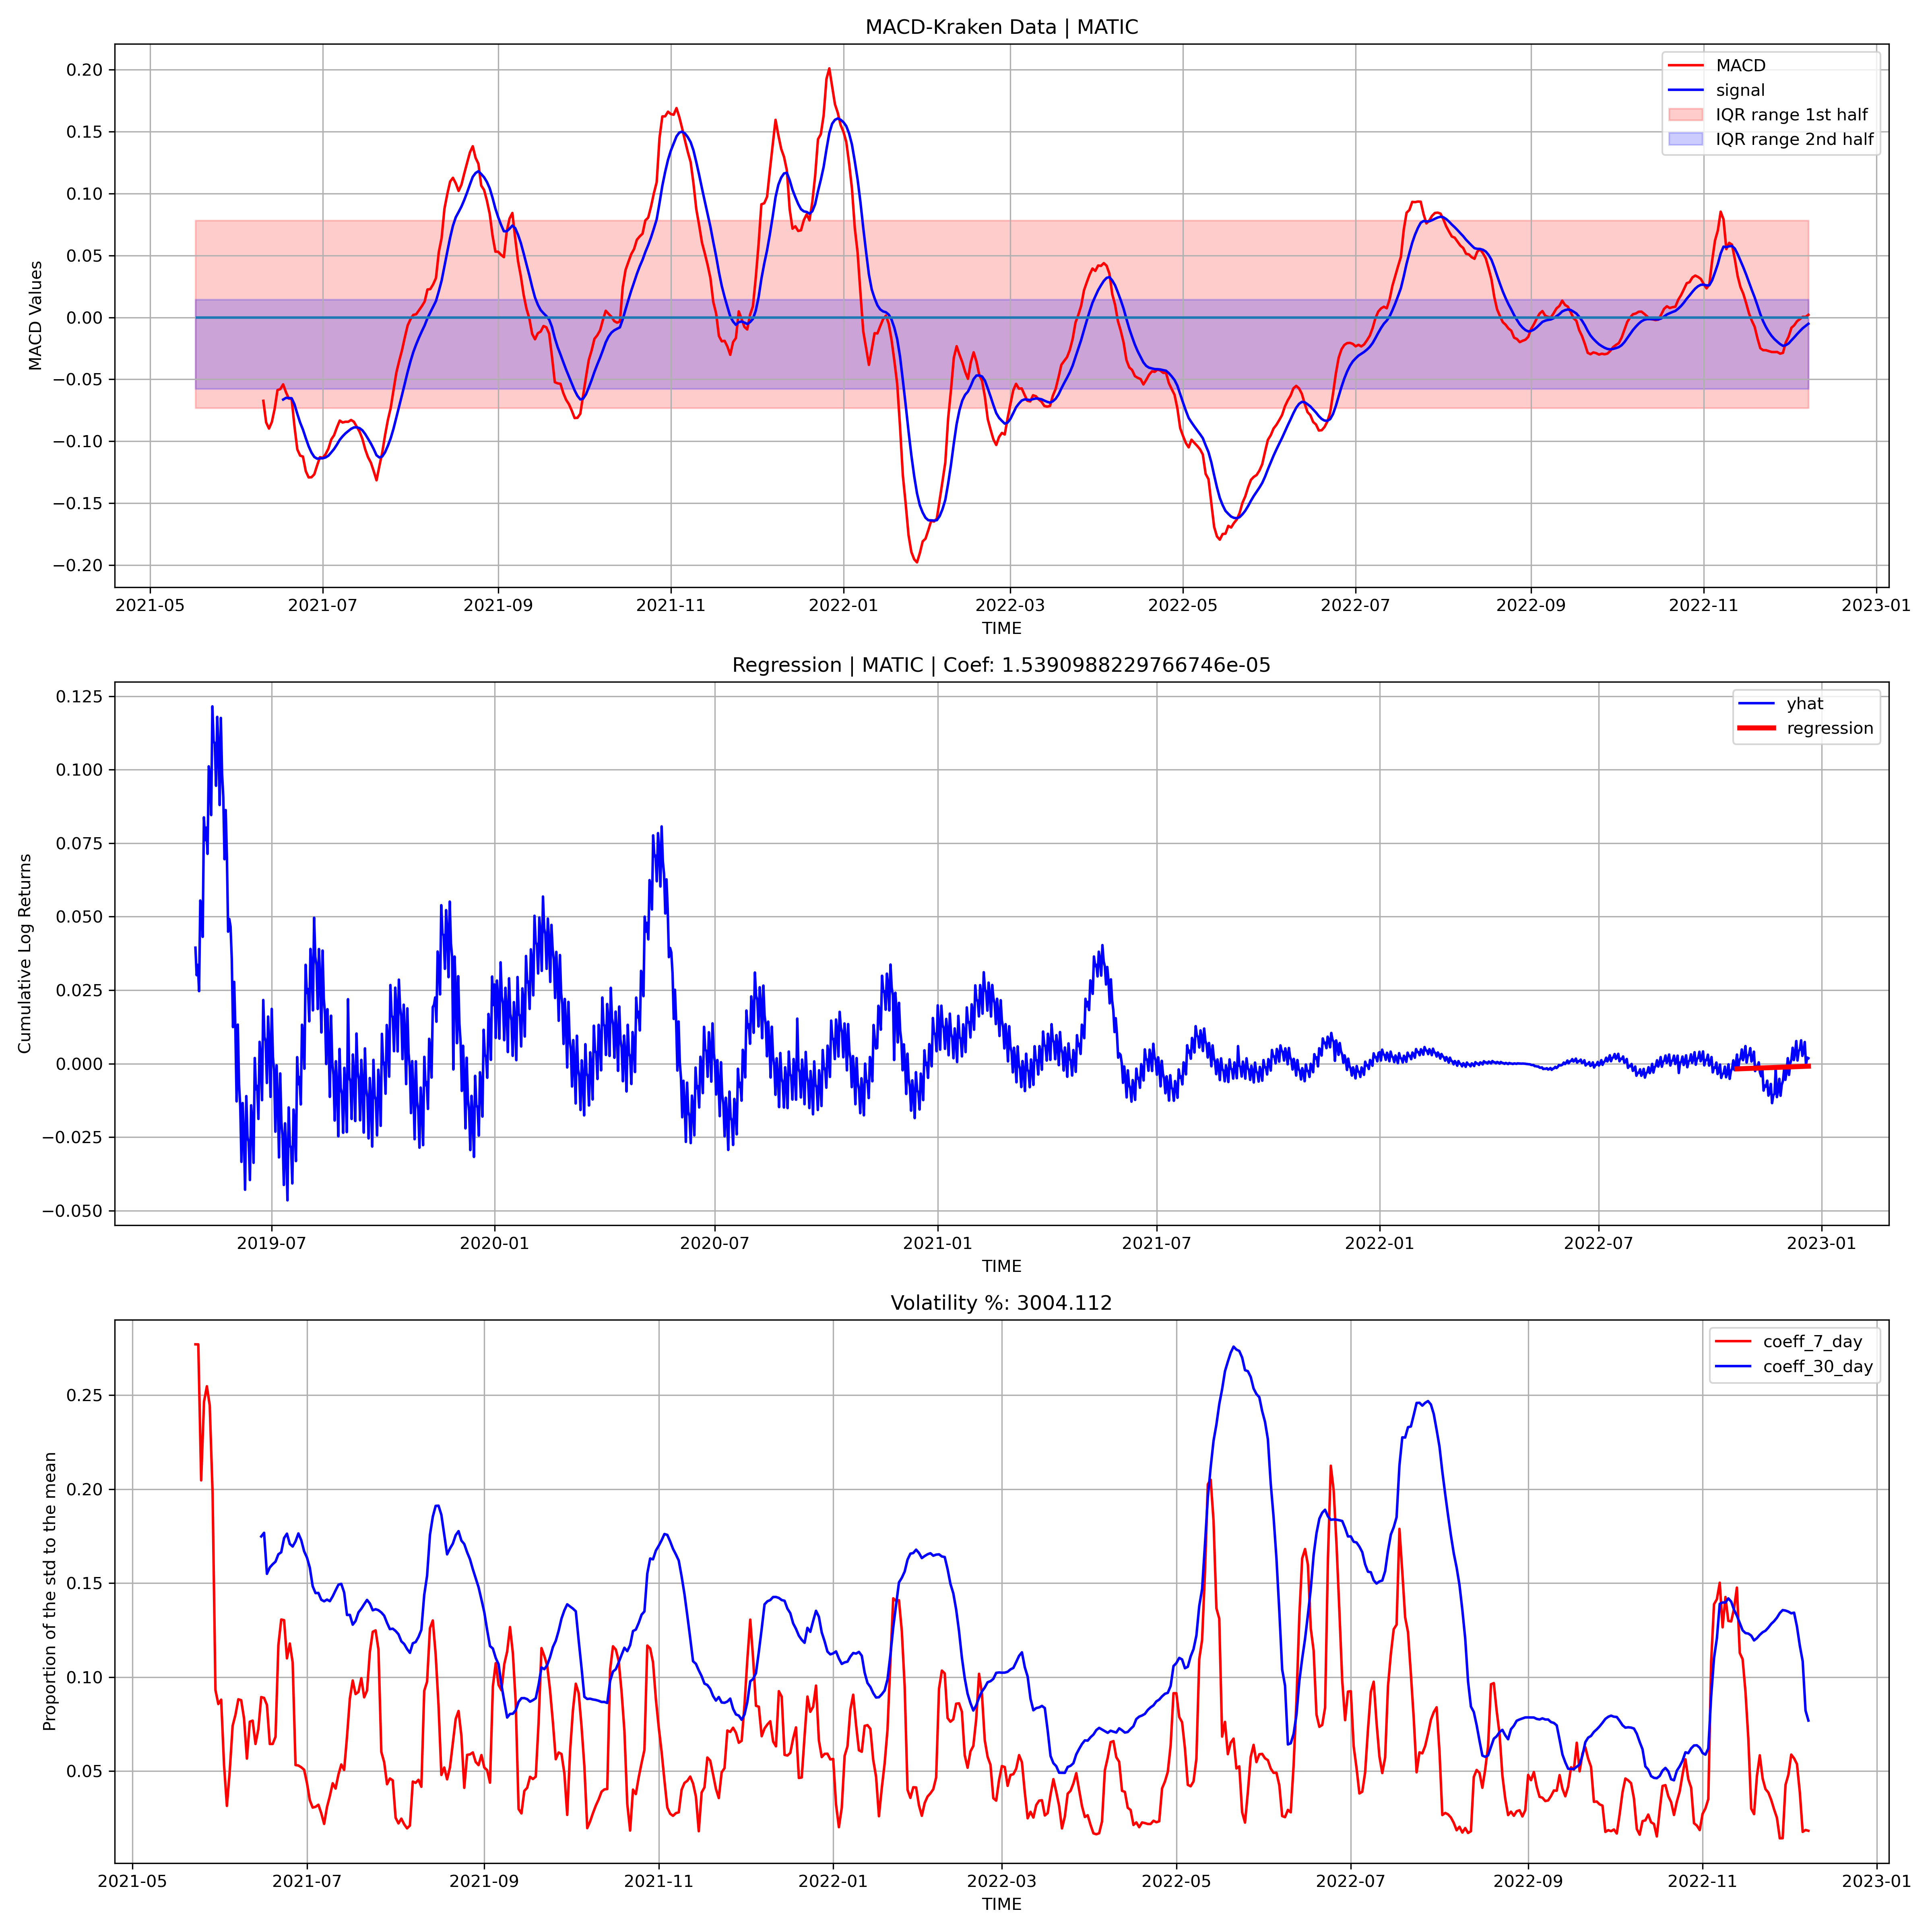 MACD-Kraken Data | MATIC
MACD
signal
IQR range 1st half
IQR range 2nd half
MACD Values
0.20
0.15
0.10
0.05
0.00
−0.05
−0.10
−0.15
−0.20
2021-05 2021-07 2021-09 2021-11 2022-01 2022-03 2022-05 2022-07 2022-09 2022-11 2023-01
TIME
Regression | MATIC | Coef: 1.5390988229766746e-05
yhat
regression
Cumulative Log Returns
0.125
0.100
0.075
0.050
0.025
0.000
−0.025
−0.050
2019-07 2020-01 2020-07 2021-01 2021-07 2022-01 2022-07 2023-01
TIME
Volatility %: 3004.112
coeff_7_day
coeff_30_day
Proportion of the std to the mean
0.25
0.20
0.15
0.10
0.05
2021-05 2021-07 2021-09 2021-11 2022-01 2022-03 2022-05 2022-07 2022-09 2022-11 2023-01
TIME